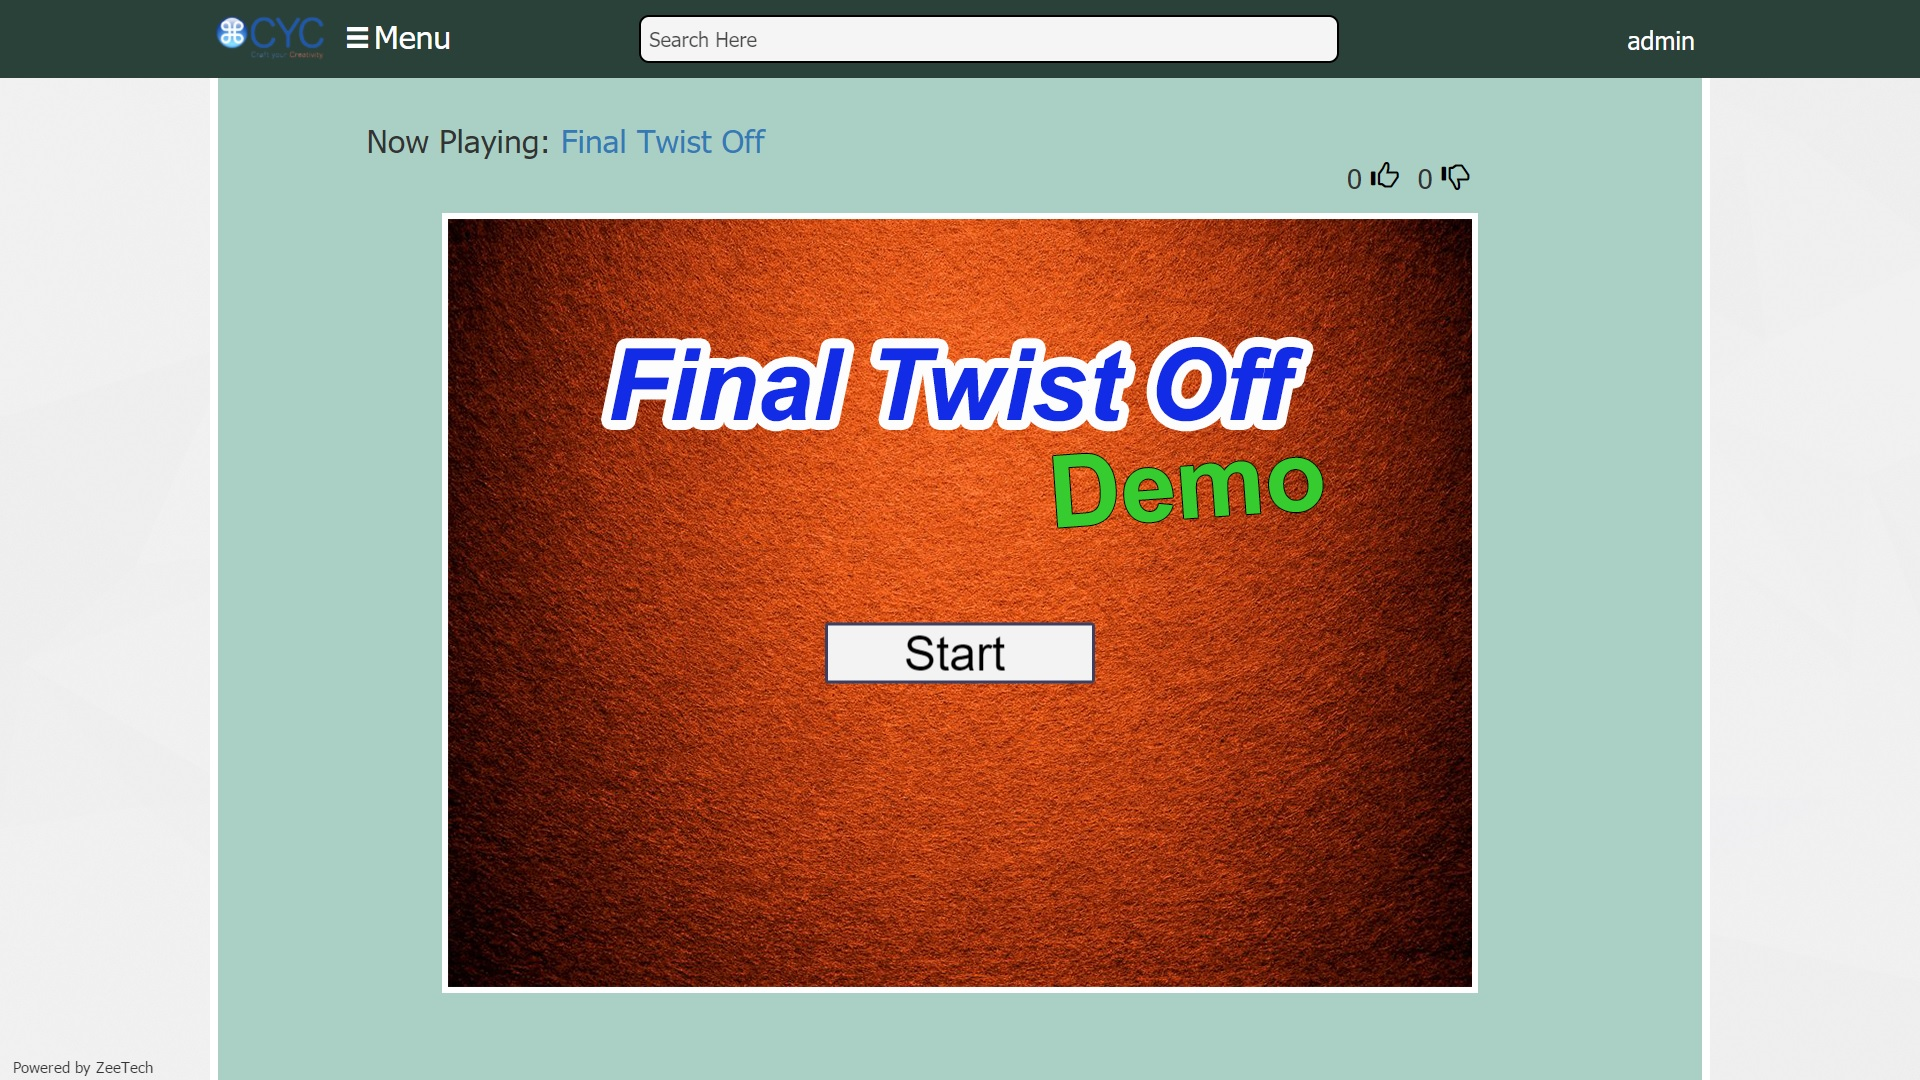 CYC
Craft your Creativity
Menu
Search Here
admin
Now Playing: Final Twist Off
0 0
Final Twist Off
Demo
Start
Powered by ZeeTech